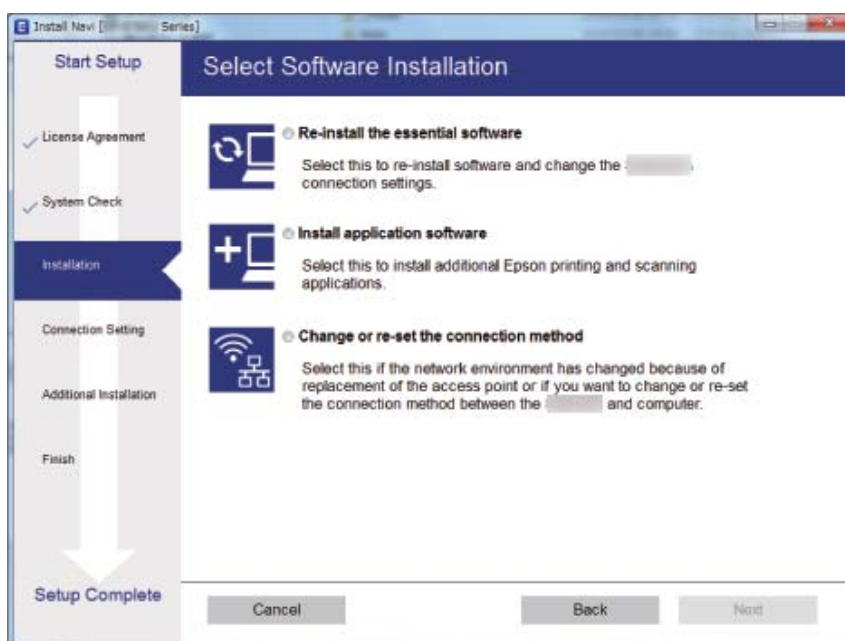 Install Navi [ Series]
Start Setup
License Agreement
System Check
Installation
Connection Setting
Additional Installation
Finish
Setup Complete
Select Software Installation
Re-install the essential software
Select this to re-install software and change the
connection settings.
Install application software
Select this to install additional Epson printing and scanning
applications.
Change or re-set the connection method
Select this if the network environment has changed because of
replacement of the access point or if you want to change or re-set
the connection method between the and computer.
Cancel
Back
Next